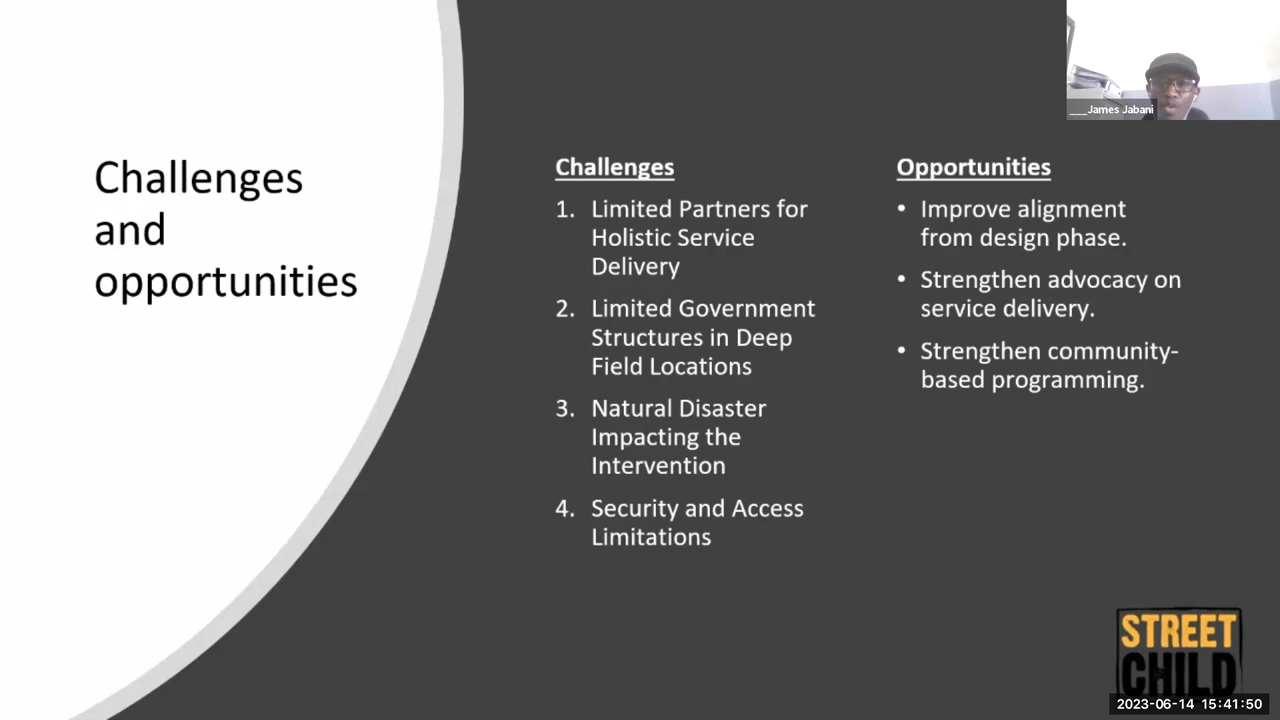 ___James Jabani
Challenges
and
opportunities
Challenges
1. Limited Partners for
Holistic Service
Delivery
2. Limited Government
Structures in Deep
Field Locations
3. Natural Disaster
Impacting the
Intervention
4. Security and Access
Limitations
Opportunities
• Improve alignment
from design phase.
• Strengthen advocacy on
service delivery.
• Strengthen community-
based programming.
STREET
CHILD
2023-06-14 15:41:50